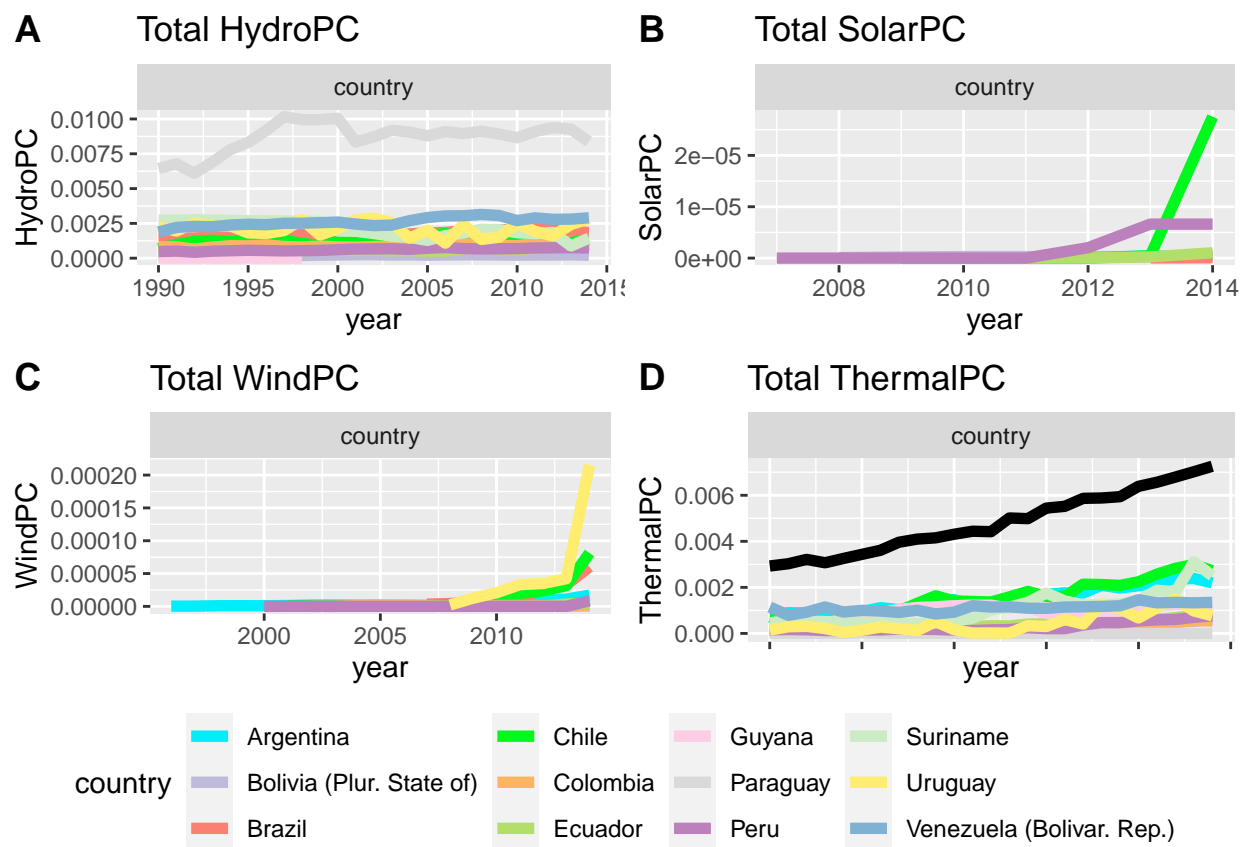 A Total HydroPC
country
HydroPC
0.0100
0.0075
0.0050
0.0025
0.0000
1990 1995 2000 2005 2010 2015
year
B Total SolarPC
country
SolarPC
2e−05
1e−05
0e+00
2008 2010 2012 2014
year
C Total WindPC
country
WindPC
0.00020
0.00015
0.00010
0.00005
0.00000
2000 2005 2010
year
D Total ThermalPC
country
ThermalPC
0.006
0.004
0.002
0.000
year
country
Argentina
Bolivia (Plur. State of)
Brazil
Chile
Colombia
Ecuador
Guyana
Paraguay
Peru
Suriname
Uruguay
Venezuela (Bolivar. Rep.)